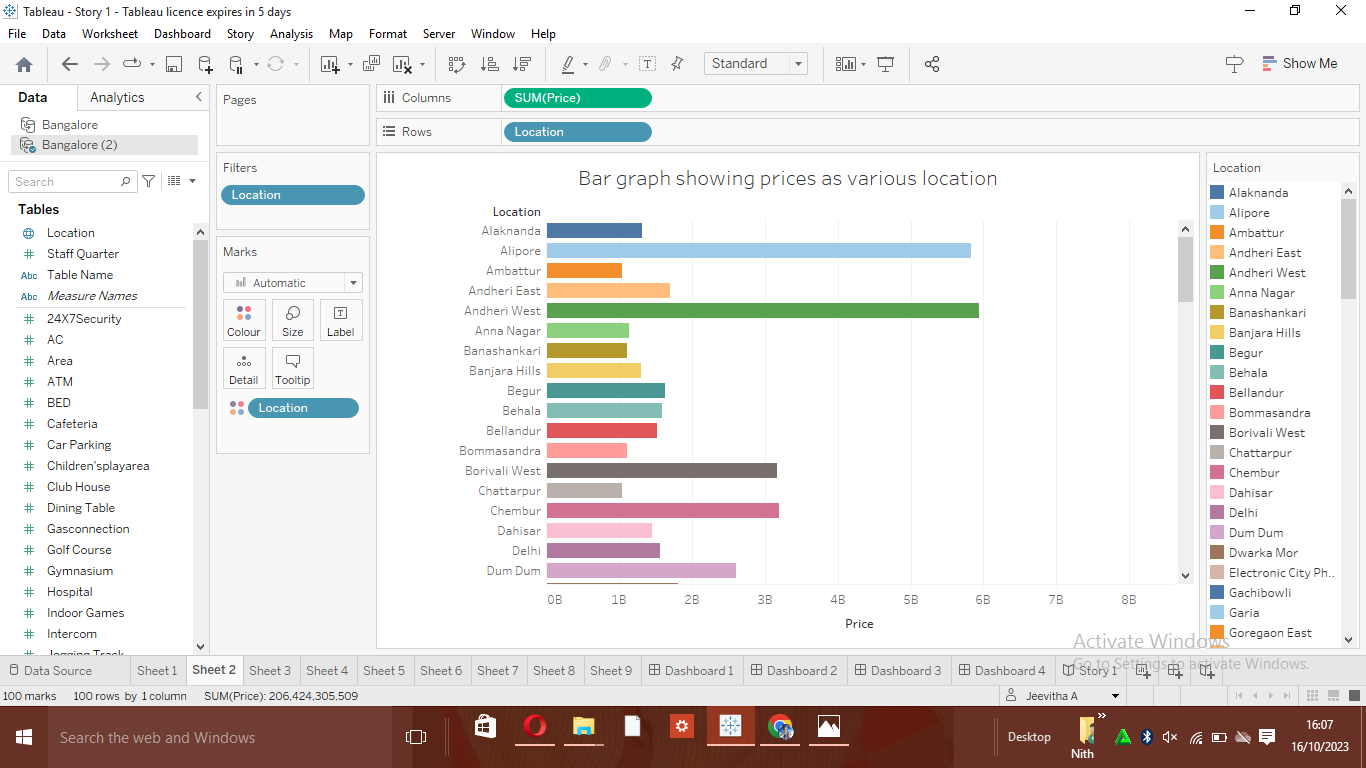 Tableau - Story 1 - Tableau licence expires in 5 days
File Data Worksheet Dashboard Story Analysis Map Format Server Window Help
Standard
Show Me
Data Analytics
Bangalore
Bangalore (2)
Search
Tables
Location
Staff Quarter
Abc Table Name
Abc Measure Names
24X7Security
AC
Area
ATM
BED
Cafeteria
Car Parking
Children'splayarea
Club House
Dining Table
Gasconnection
Golf Course
Gymnasium
Hospital
Indoor Games
Intercom
Jogging Track
Pages
Filters
Location
Marks
Automatic
Colour Size Label
Detail Tooltip
Location
Columns SUM(Price)
Rows Location
Bar graph showing prices as various location
Location
Alaknanda
Alipore
Ambattur
Andheri East
Andheri West
Anna Nagar
Banashankari
Banjara Hills
Begur
Behala
Bellandur
Bommasandra
Borivali West
Chattarpur
Chembur
Dahisar
Delhi
Dum Dum
0B 1B 2B 3B 4B 5B 6B 7B 8B
Price
Location
Alaknanda
Alipore
Ambattur
Andheri East
Andheri West
Anna Nagar
Banashankari
Banjara Hills
Begur
Behala
Bellandur
Bommasandra
Borivali West
Chattarpur
Chembur
Dahisar
Delhi
Dum Dum
Dwarka Mor
Electronic City Ph..
Gachibowli
Garia
Goregaon East
Activate Windows
Go to Settings to activate Windows.
Data Source Sheet 1 Sheet 2 Sheet 3 Sheet 4 Sheet 5 Sheet 6 Sheet 7 Sheet 8 Sheet 9 Dashboard 1 Dashboard 2 Dashboard 3 Dashboard 4 Story 1
100 marks 100 rows by 1 column SUM(Price): 206,424,305,509 Jeevitha A
Search the web and Windows
Desktop
Nith
16:07
16/10/2023